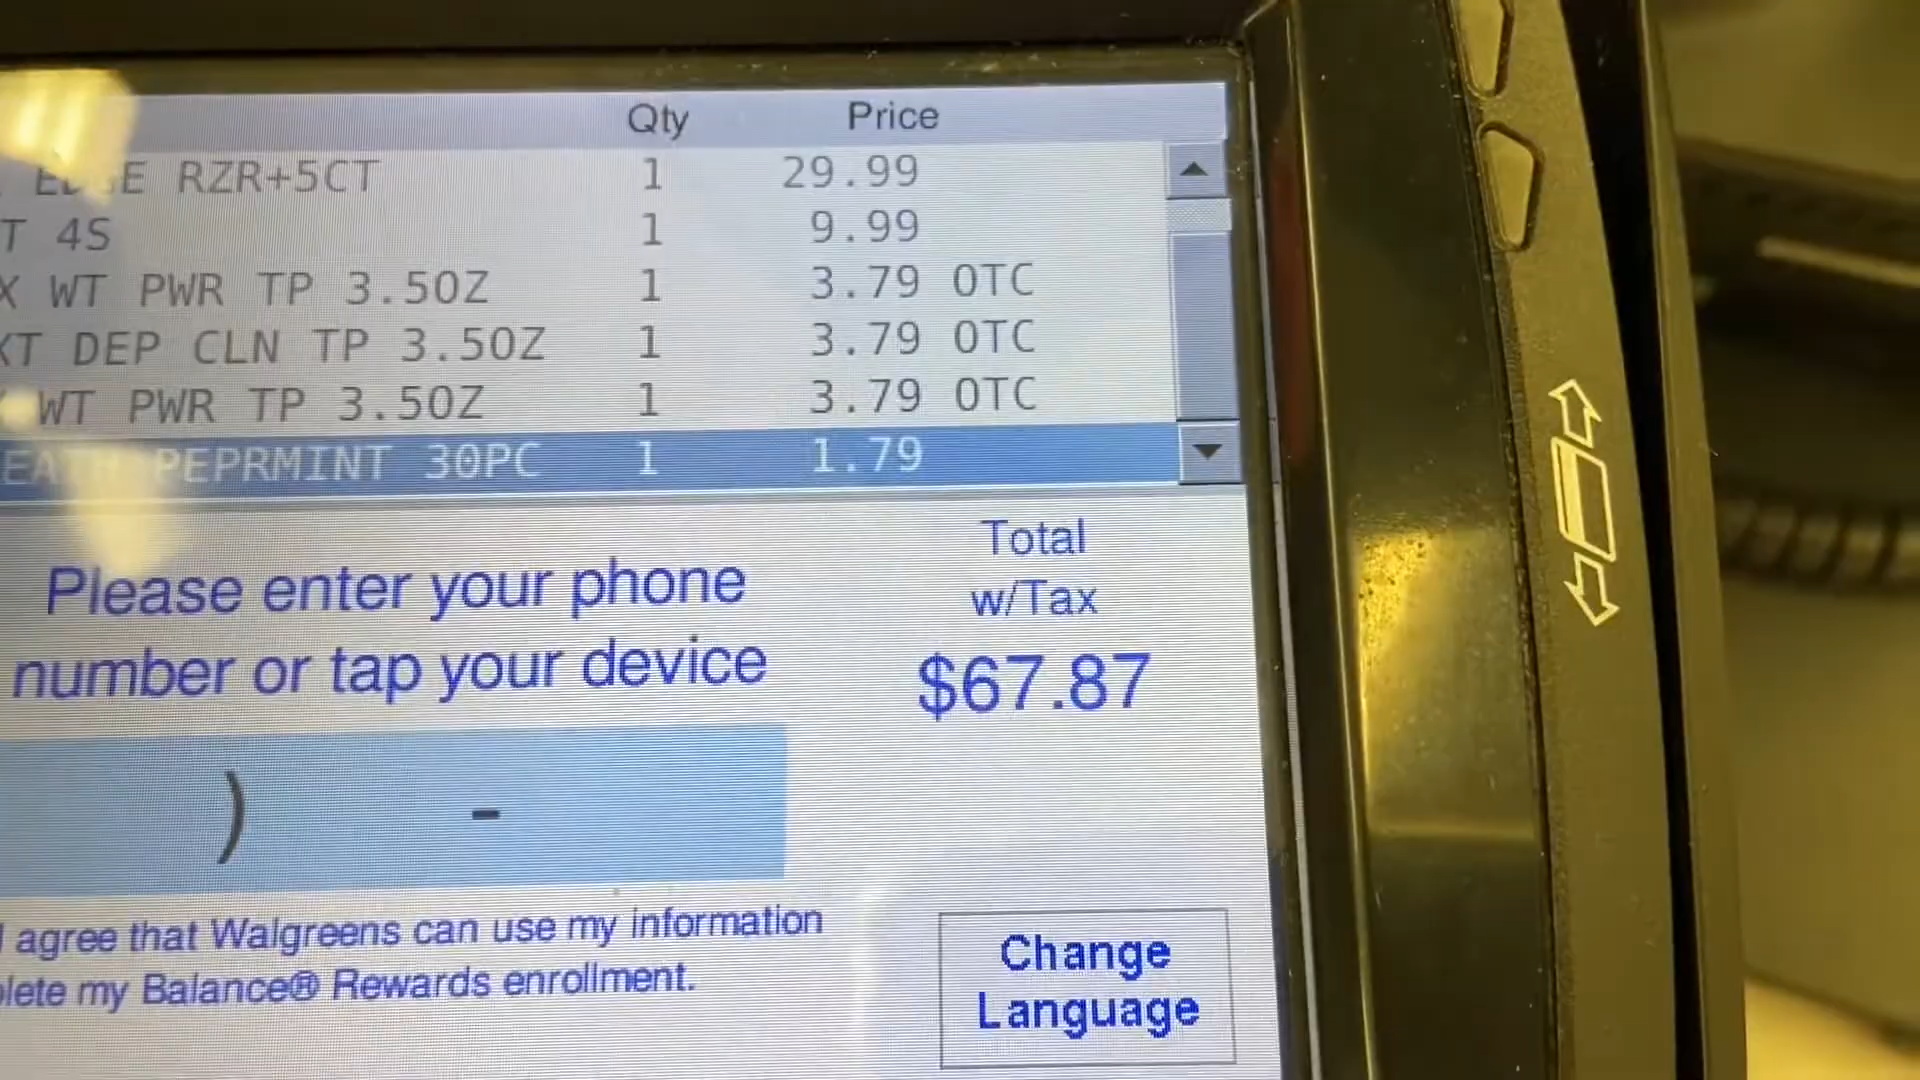 Qty Price
EDGE RZR+5CT 1 29.99
T 4S 1 9.99
X WT PWR TP 3.5OZ 1 3.79 OTC
XT DEP CLN TP 3.5OZ 1 3.79 OTC
WT PWR TP 3.5OZ 1 3.79 OTC
PEPRMINT 30PC 1 1.79
Please enter your phone
number or tap your device
Total
w/Tax
$67.87
) -
I agree that Walgreens can use my information
plete my Balance® Rewards enrollment.
Change
Language